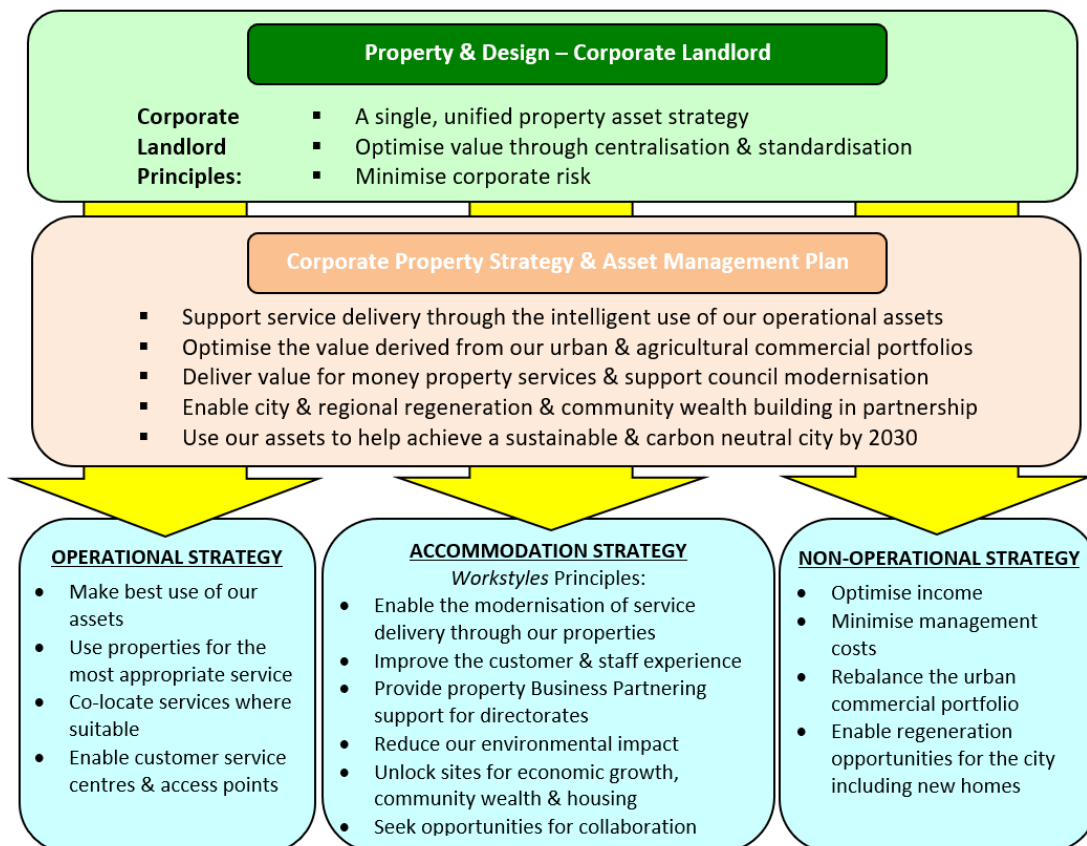 Property & Design – Corporate Landlord
Corporate Landlord Principles:
▪ A single, unified property asset strategy
▪ Optimise value through centralisation & standardisation
▪ Minimise corporate risk
Corporate Property Strategy & Asset Management Plan
▪ Support service delivery through the intelligent use of our operational assets
▪ Optimise the value derived from our urban & agricultural commercial portfolios
▪ Deliver value for money property services & support council modernisation
▪ Enable city & regional regeneration & community wealth building in partnership
▪ Use our assets to help achieve a sustainable & carbon neutral city by 2030
OPERATIONAL STRATEGY
• Make best use of our
assets
• Use properties for the
most appropriate service
• Co-locate services where
suitable
• Enable customer service
centres & access points
ACCOMMODATION STRATEGY
Workstyles Principles:
• Enable the modernisation of service
delivery through our properties
• Improve the customer & staff experience
• Provide property Business Partnering
support for directorates
• Reduce our environmental impact
• Unlock sites for economic growth,
community wealth & housing
• Seek opportunities for collaboration
NON-OPERATIONAL STRATEGY
• Optimise income
• Minimise management
costs
• Rebalance the urban
commercial portfolio
• Enable regeneration
opportunities for the city
including new homes